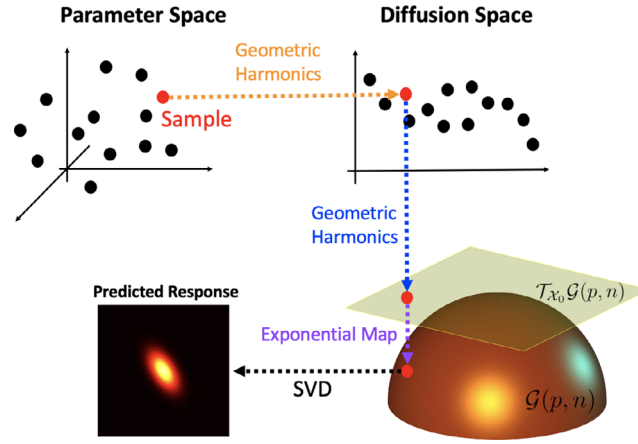 Parameter Space
Diffusion Space
Geometric
Harmonics
Sample
Geometric
Harmonics
Predicted Response
$\mathcal{T}_{\mathcal{X}_0}\mathcal{G}(p, n)$
Exponential Map
SVD
$\mathcal{G}(p, n)$